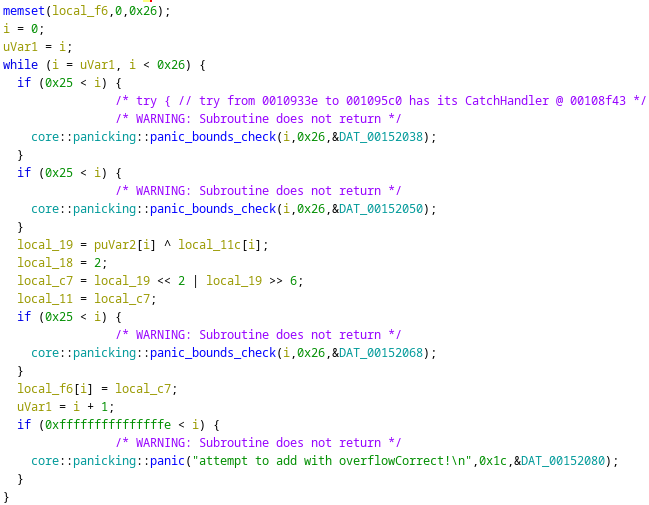 memset(local_f6,0,0x26);
i = 0;
uVar1 = i;
while (i = uVar1, i < 0x26) {
  if (0x25 < i) {
                /* try { // try from 0010933e to 001095c0 has its CatchHandler @ 00108f43 */
                /* WARNING: Subroutine does not return */
    core::panicking::panic_bounds_check(i,0x26,&DAT_00152038);
  }
  if (0x25 < i) {
                /* WARNING: Subroutine does not return */
    core::panicking::panic_bounds_check(i,0x26,&DAT_00152050);
  }
  local_19 = puVar2[i] ^ local_11c[i];
  local_18 = 2;
  local_c7 = local_19 << 2 | local_19 >> 6;
  local_11 = local_c7;
  if (0x25 < i) {
                /* WARNING: Subroutine does not return */
    core::panicking::panic_bounds_check(i,0x26,&DAT_00152068);
  }
  local_f6[i] = local_c7;
  uVar1 = i + 1;
  if (0xfffffffffffffffe < i) {
                /* WARNING: Subroutine does not return */
    core::panicking::panic("attempt to add with overflowCorrect!\n",0x1c,&DAT_00152080);
  }
}